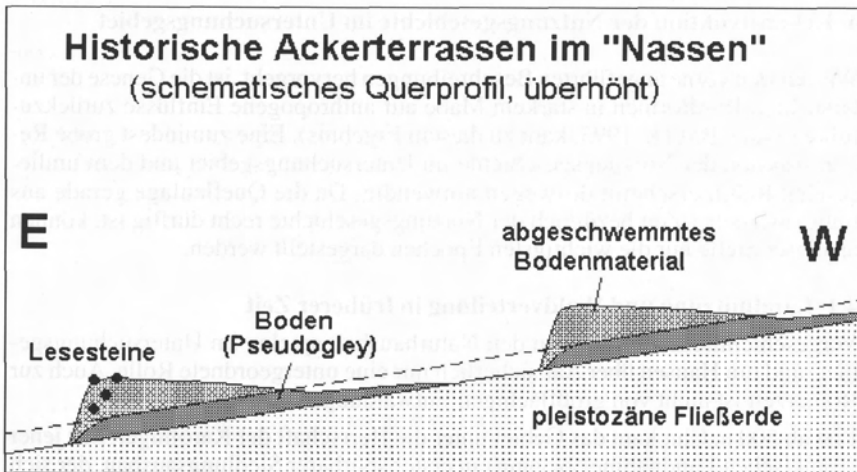 Historische Ackerterrassen im "Nassen"
(schematisches Querprofil, überhöht)
E
W
abgeschwemmtes
Bodenmaterial
Boden
(Pseudogley)
Lesesteine
pleistozäne Fließerde